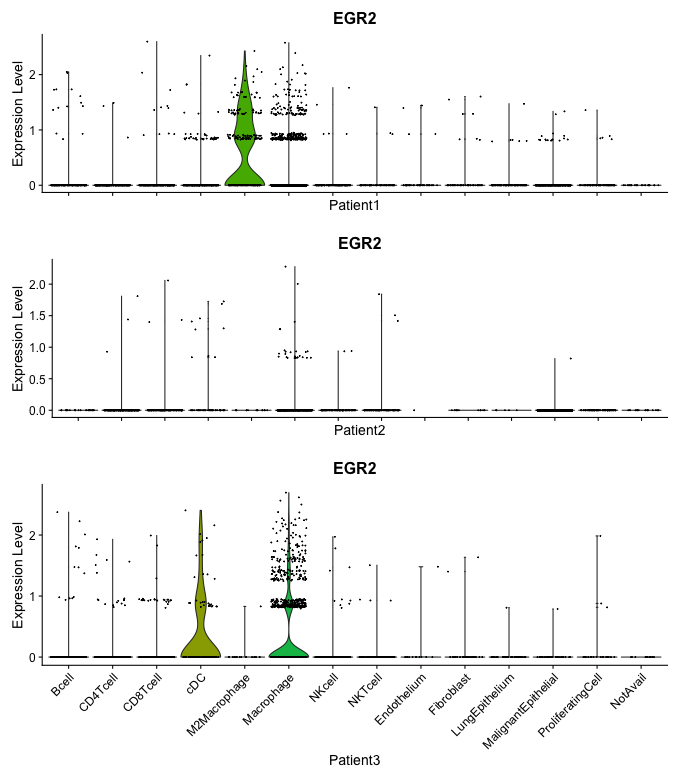 EGR2
Expression Level
2
1
0
Patient1
EGR2
Expression Level
2.0
1.5
1.0
0.5
0.0
Patient2
EGR2
Expression Level
2
1
0
Bcell
CD4Tcell
CD8Tcell
cDC
M2Macrophage
Macrophage
NKcell
NKTcell
Endothelium
Fibroblast
LungEpithelium
MalignantEpithelial
ProliferatingCell
NotAvail
Patient3